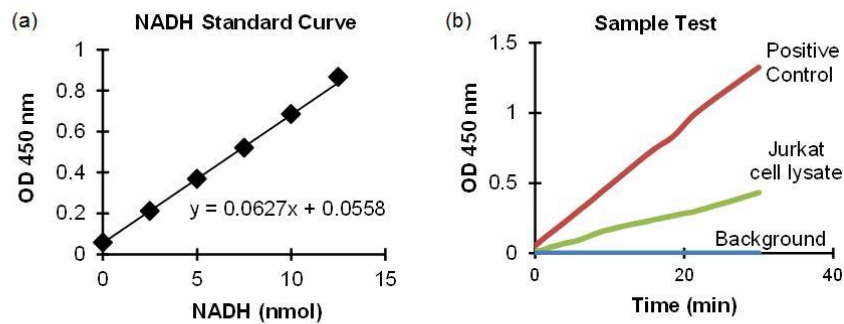 (a)
NADH Standard Curve
OD 450 nm
1
0.8
0.6
0.4
0.2
0
y = 0.0627x + 0.0558
0
5
10
15
NADH (nmol)
(b)
Sample Test
OD 450 nm
1.5
1
0.5
0
Positive
Control
Jurkat
cell lysate
Background
0
20
40
Time (min)